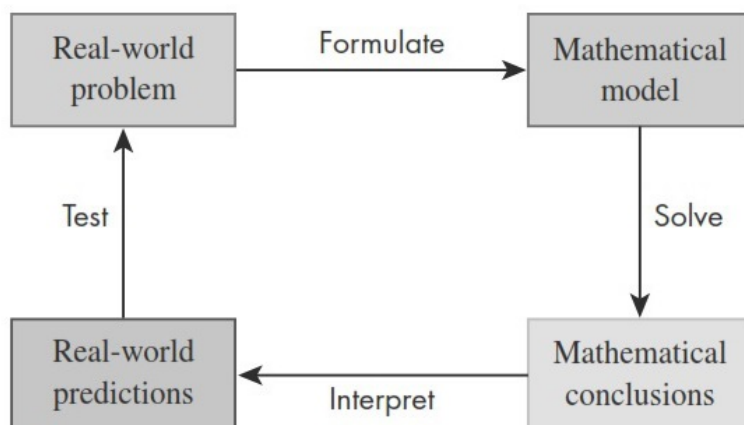 Real-world
problem
Formulate
Mathematical
model
Test
Solve
Real-world
predictions
Interpret
Mathematical
conclusions